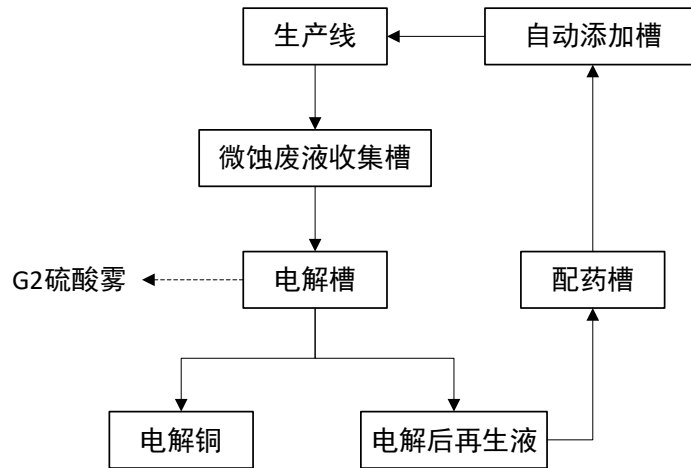 生产线
自动添加槽
微蚀废液收集槽
G2硫酸雾
电解槽
配药槽
电解铜
电解后再生液